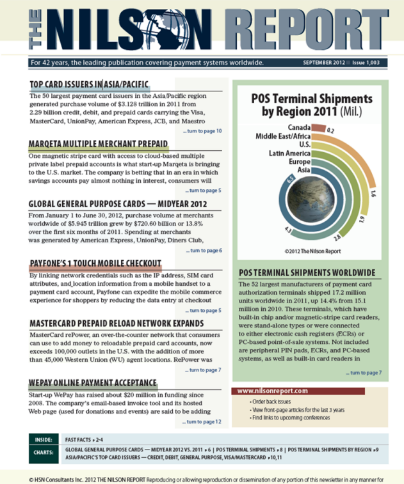 THE NILSON REPORT
For 42 years, the leading publication covering payment systems worldwide.
SEPTEMBER 2012 Issue 1,003
TOP CARD ISSUERS IN ASIA/PACIFIC
The 50 largest payment card issuers in the Asia/Pacific region
generated purchase volume of $3.128 trillion in 2011 from
2.29 billion credit, debit, and prepaid cards carrying the Visa,
MasterCard, UnionPay, American Express, JCB, and Maestro
... turn to page 10
MARQETA MULTIPLE MERCHANT PREPAID
One magnetic stripe card with access to cloud-based multiple
private label prepaid accounts is what start-up Marqeta is bringing
to the U.S. market. The company is betting that in an era in which
savings accounts pay almost nothing in interest, consumers will
... turn to page 5
GLOBAL GENERAL PURPOSE CARDS — MIDYEAR 2012
From January 1 to June 30, 2012, purchase volume at merchants
worldwide of $5.945 trillion grew by $720.60 billion or 13.8%
over the first six months of 2011. Spending at merchants
was generated by American Express, UnionPay, Diners Club,
... turn to page 6
PAYFONE'S 1 TOUCH MOBILE CHECKOUT
By linking network credentials such as the IP address, SIM card
attributes, and location information from a mobile handset to a
payment card account, Payfone can expedite the mobile commerce
experience for shoppers by reducing the data entry at checkout
... turn to page 5
MASTERCARD PREPAID RELOAD NETWORK EXPANDS
MasterCard rePower, an over-the-counter network that consumers
can use to add money to reloadable prepaid card accounts, now
exceeds 100,000 outlets in the U.S. with the addition of more
than 45,000 Western Union (WU) agent locations. RePower was
... turn to page 7
WEPAY ONLINE PAYMENT ACCEPTANCE
Start-up WePay has raised about $20 million in funding since
2008. The company's email-based invoice tool and its hosted
Web page (used for donations and events) are said to be adding
... turn to page 12
POS Terminal Shipments
by Region 2011 (Mil.)
Canada 0.2
Middle East/Africa
U.S.
Latin America
Europe
Asia
1.6
1.9
©2012 The Nilson Report
POS TERMINAL SHIPMENTS WORLDWIDE
The 52 largest manufacturers of payment card
authorization terminals shipped 17.2 million
units worldwide in 2011, up 14.4% from 15.1
million in 2010. These terminals, which have
built-in chip and/or magnetic-stripe card readers,
were stand-alone types or were connected
to either electronic cash registers (ECRs) or
PC-based point-of-sale systems. Not included
are peripheral PIN pads, ECRs, and PC-based
systems, as well as built-in card readers in
... turn to page 7
www.nilsonreport.com
• Order back issues
• View front-page articles for the last 3 years
• Find links to upcoming conferences
INSIDE: FAST FACTS 2-4
CHARTS: GLOBAL GENERAL PURPOSE CARDS — MIDYEAR 2012 VS. 2011 6 | POS TERMINAL SHIPMENTS 8 | POS TERMINAL SHIPMENTS BY REGION
ASIA/PACIFIC'S TOP CARD ISSUERS — CREDIT, DEBIT, GENERAL PURPOSE, VISA/MASTERCARD 10,11
© HSN Consultants Inc. 2012 THE NILSON REPORT Reproducing or allowing reproduction or dissemination of any portion of this newsletter in any manner for